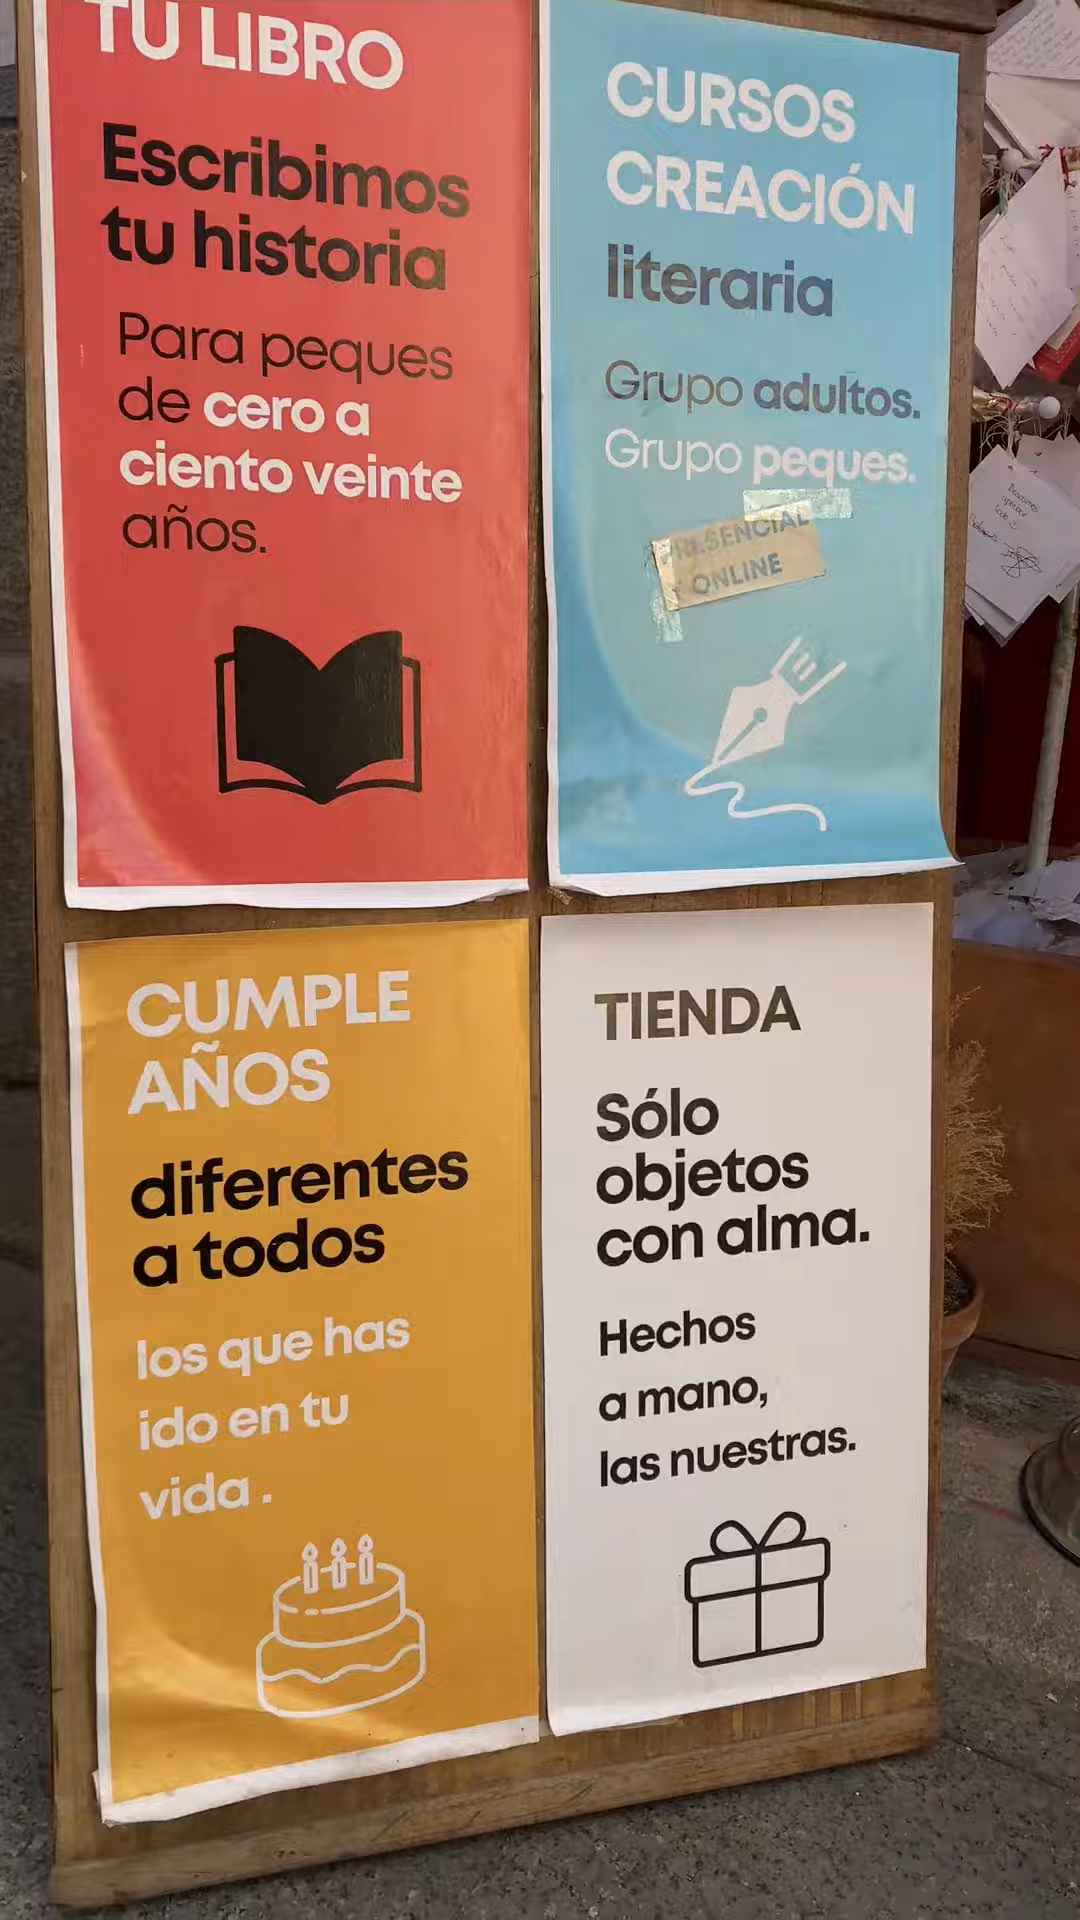 TU LIBRO
Escribimos
tu historia
Para peques
de cero a
ciento veinte
años.
CURSOS
CREACIÓN
literaria
Grupo adultos.
Grupo peques.
PRESENCIAL
Y ONLINE
CUMPLE
AÑOS
diferentes
a todos
los que has
ido en tu
vida .
TIENDA
Sólo
objetos
con alma.
Hechos
a mano,
las nuestras.